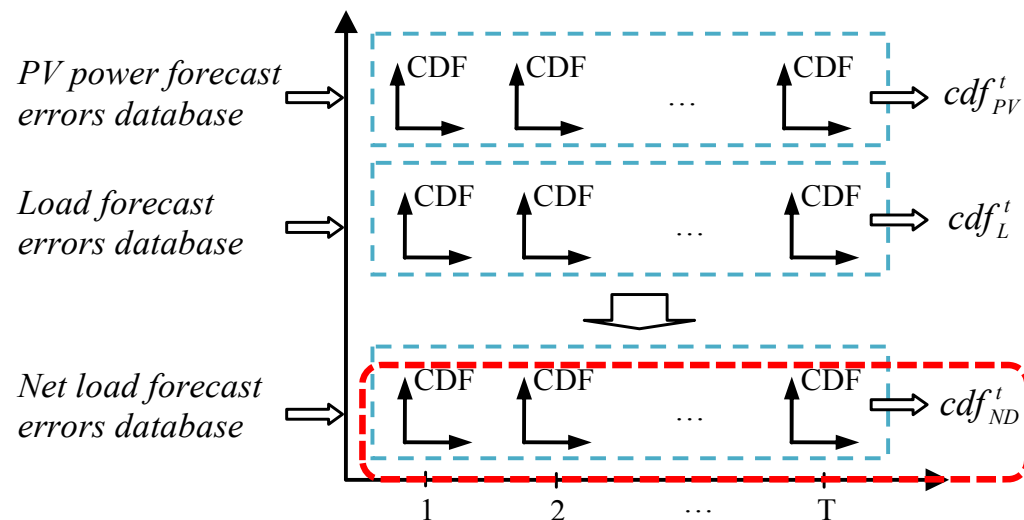 PV power forecast
errors database
CDF CDF ... CDF
cdf^t_PV
Load forecast
errors database
CDF CDF ... CDF
cdf^t_L
Net load forecast
errors database
CDF CDF ... CDF
cdf^t_ND
1 2 ... T